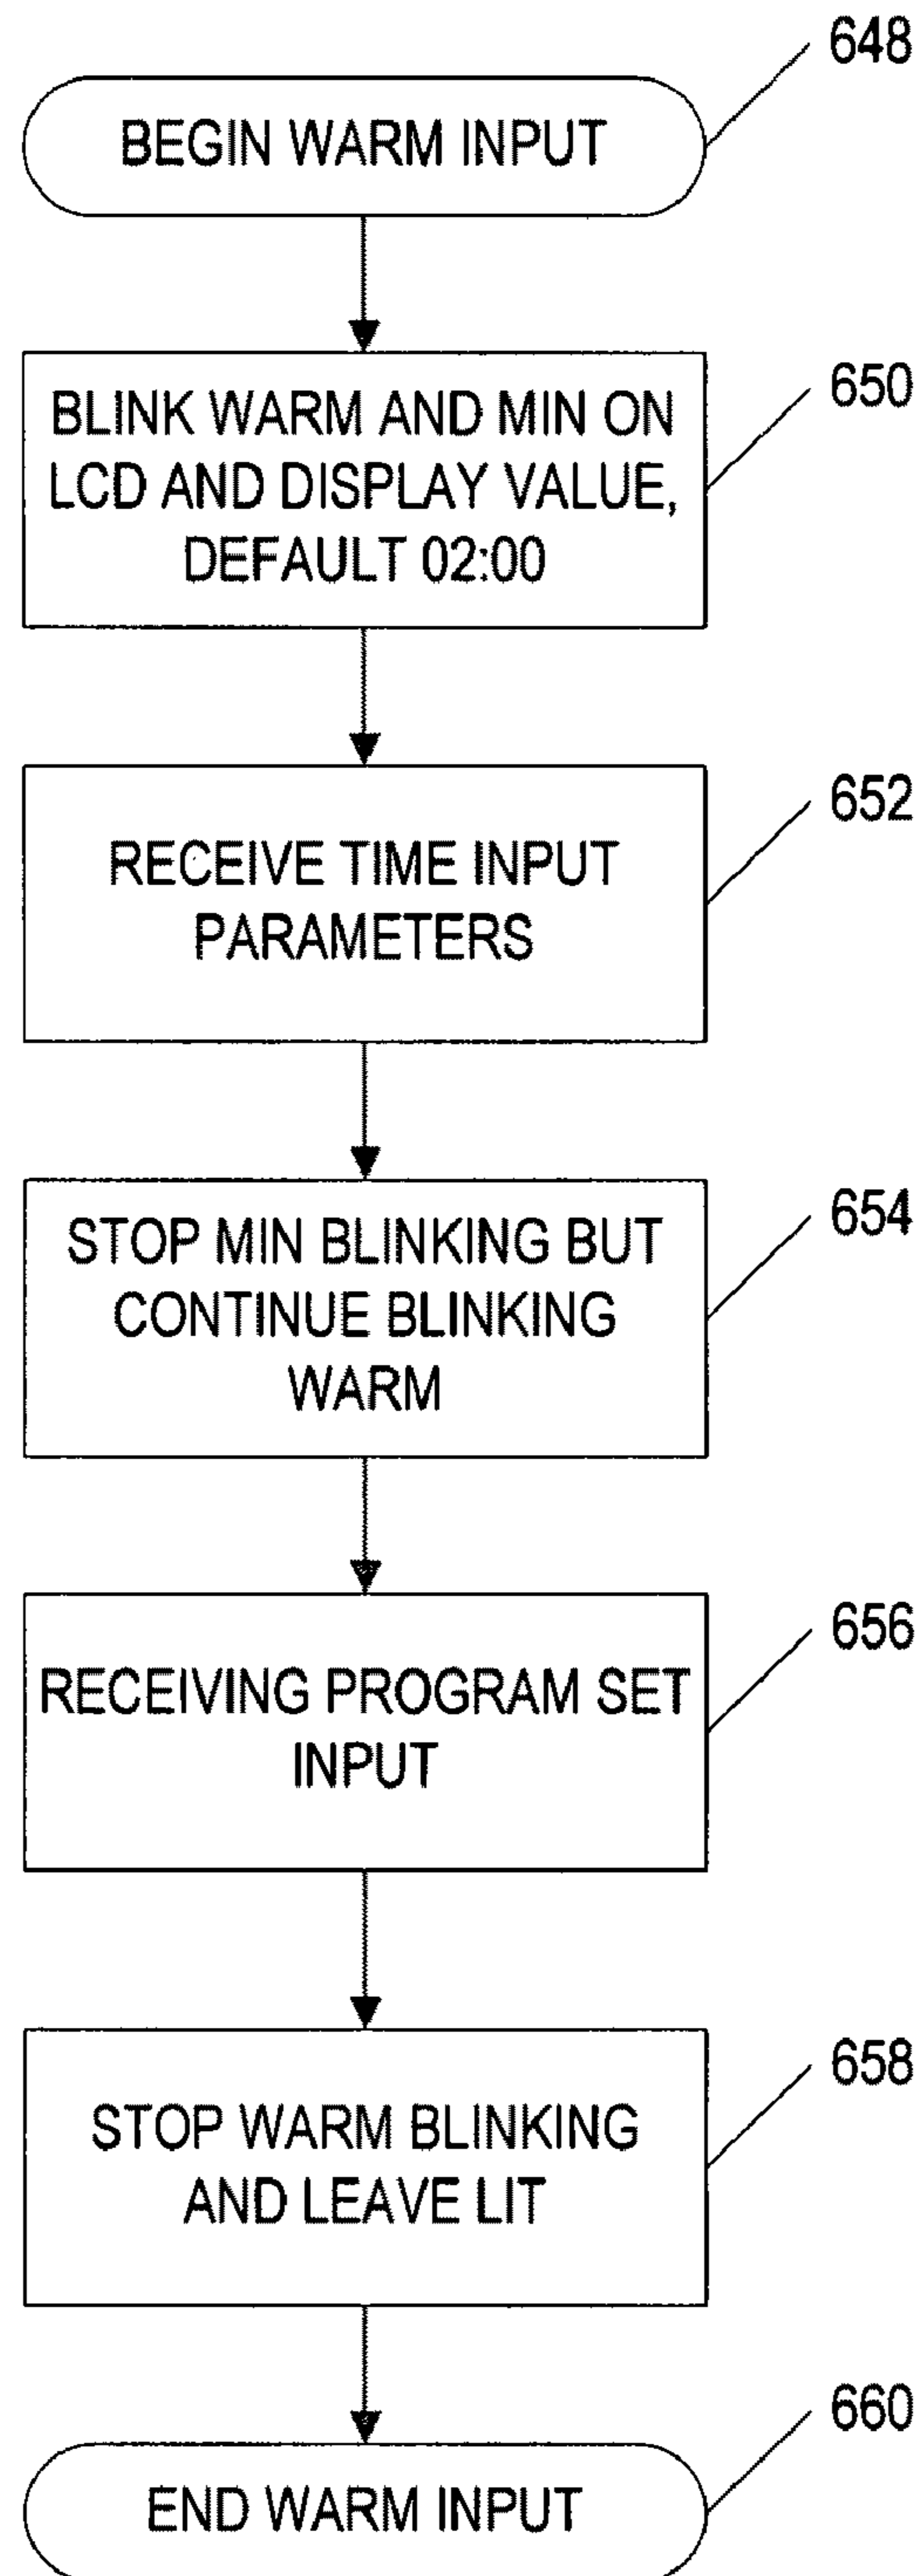 648
BEGIN WARM INPUT
650
BLINK WARM AND MIN ON
LCD AND DISPLAY VALUE,
DEFAULT 02:00
652
RECEIVE TIME INPUT
PARAMETERS
654
STOP MIN BLINKING BUT
CONTINUE BLINKING
WARM
656
RECEIVING PROGRAM SET
INPUT
658
STOP WARM BLINKING
AND LEAVE LIT
660
END WARM INPUT